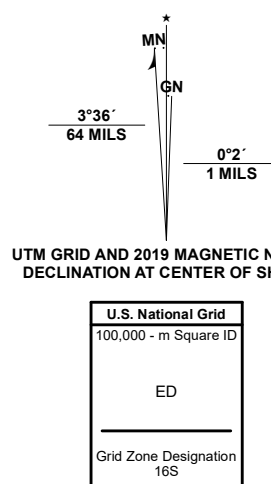 ★
MN
GN
3°36´
64 MILS
0°2´
1 MILS
UTM GRID AND 2019 MAGNETIC N
DECLINATION AT CENTER OF SH
U.S. National Grid
100,000 - m Square ID
ED
Grid Zone Designation
16S